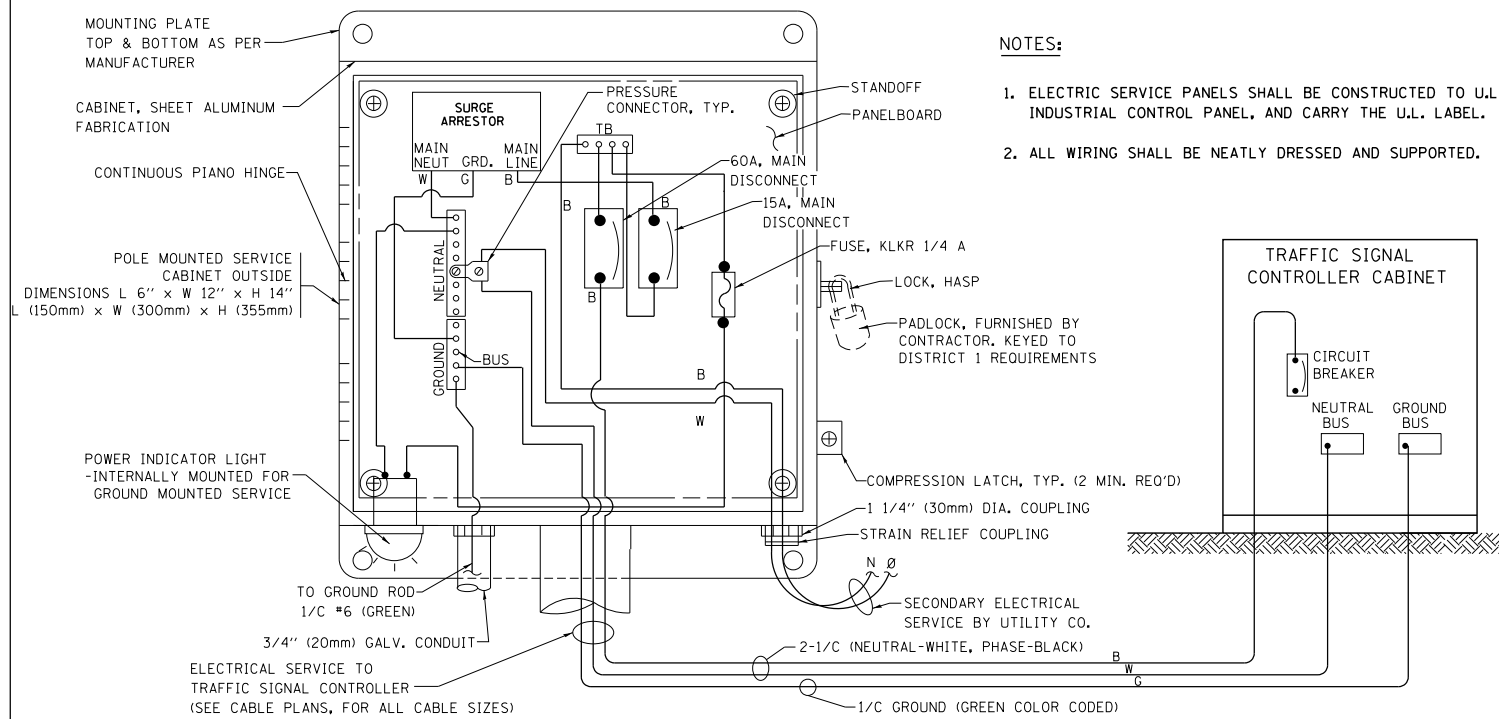 MOUNTING PLATE
TOP & BOTTOM AS PER
MANUFACTURER
CABINET, SHEET ALUMINUM
FABRICATION
CONTINUOUS PIANO HINGE
POLE MOUNTED SERVICE
CABINET OUTSIDE
DIMENSIONS L 6'' x W 12'' x H 14''
L (150mm) x W (300mm) x H (355mm)
POWER INDICATOR LIGHT
-INTERNALLY MOUNTED FOR
GROUND MOUNTED SERVICE
SURGE
ARRESTOR
MAIN
NEUT
GRD.
MAIN
LINE
W
G
B
PRESSURE
CONNECTOR, TYP.
TB
B
B
B
NEUTRAL
GROUND
BUS
B
W
STANDOFF
PANELBOARD
60A, MAIN
DISCONNECT
15A, MAIN
DISCONNECT
FUSE, KLKR 1/4 A
LOCK, HASP
PADLOCK, FURNISHED BY
CONTRACTOR. KEYED TO
DISTRICT 1 REQUIREMENTS
COMPRESSION LATCH, TYP. (2 MIN. REQ'D)
1 1/4'' (30mm) DIA. COUPLING
STRAIN RELIEF COUPLING
N Ø
SECONDARY ELECTRICAL
SERVICE BY UTILITY CO.
TO GROUND ROD
1/C #6 (GREEN)
3/4'' (20mm) GALV. CONDUIT
ELECTRICAL SERVICE TO
TRAFFIC SIGNAL CONTROLLER
(SEE CABLE PLANS, FOR ALL CABLE SIZES)
2-1/C (NEUTRAL-WHITE, PHASE-BLACK)
B
W
G
1/C GROUND (GREEN COLOR CODED)
NOTES:
1. ELECTRIC SERVICE PANELS SHALL BE CONSTRUCTED TO U.L
INDUSTRIAL CONTROL PANEL, AND CARRY THE U.L. LABEL.
2. ALL WIRING SHALL BE NEATLY DRESSED AND SUPPORTED.
TRAFFIC SIGNAL
CONTROLLER CABINET
CIRCUIT
BREAKER
NEUTRAL
BUS
GROUND
BUS